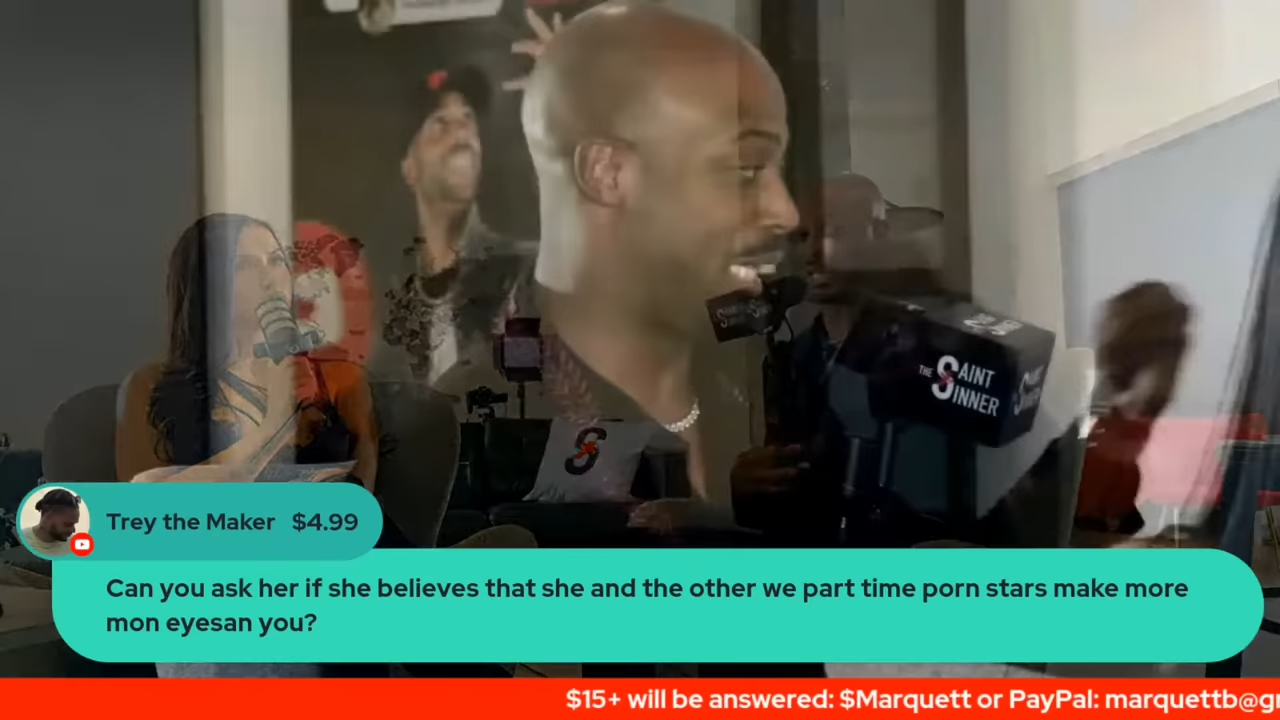 THE SAINT
SINNER
S
Trey the Maker $4.99
Can you ask her if she believes that she and the other we part time porn stars make more
mon eyesan you?
$15+ will be answered: $Marquett or PayPal: marquettb@g